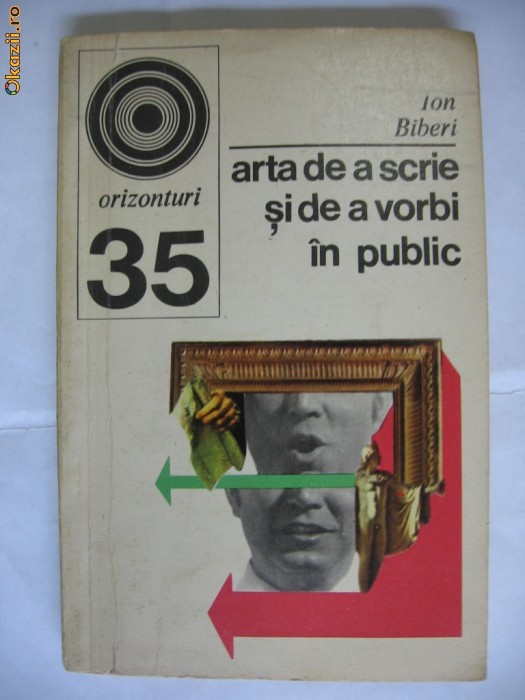 Okazii.ro
Ion
Biberi
orizonturi
35
arta de a scrie
și de a vorbi
în public